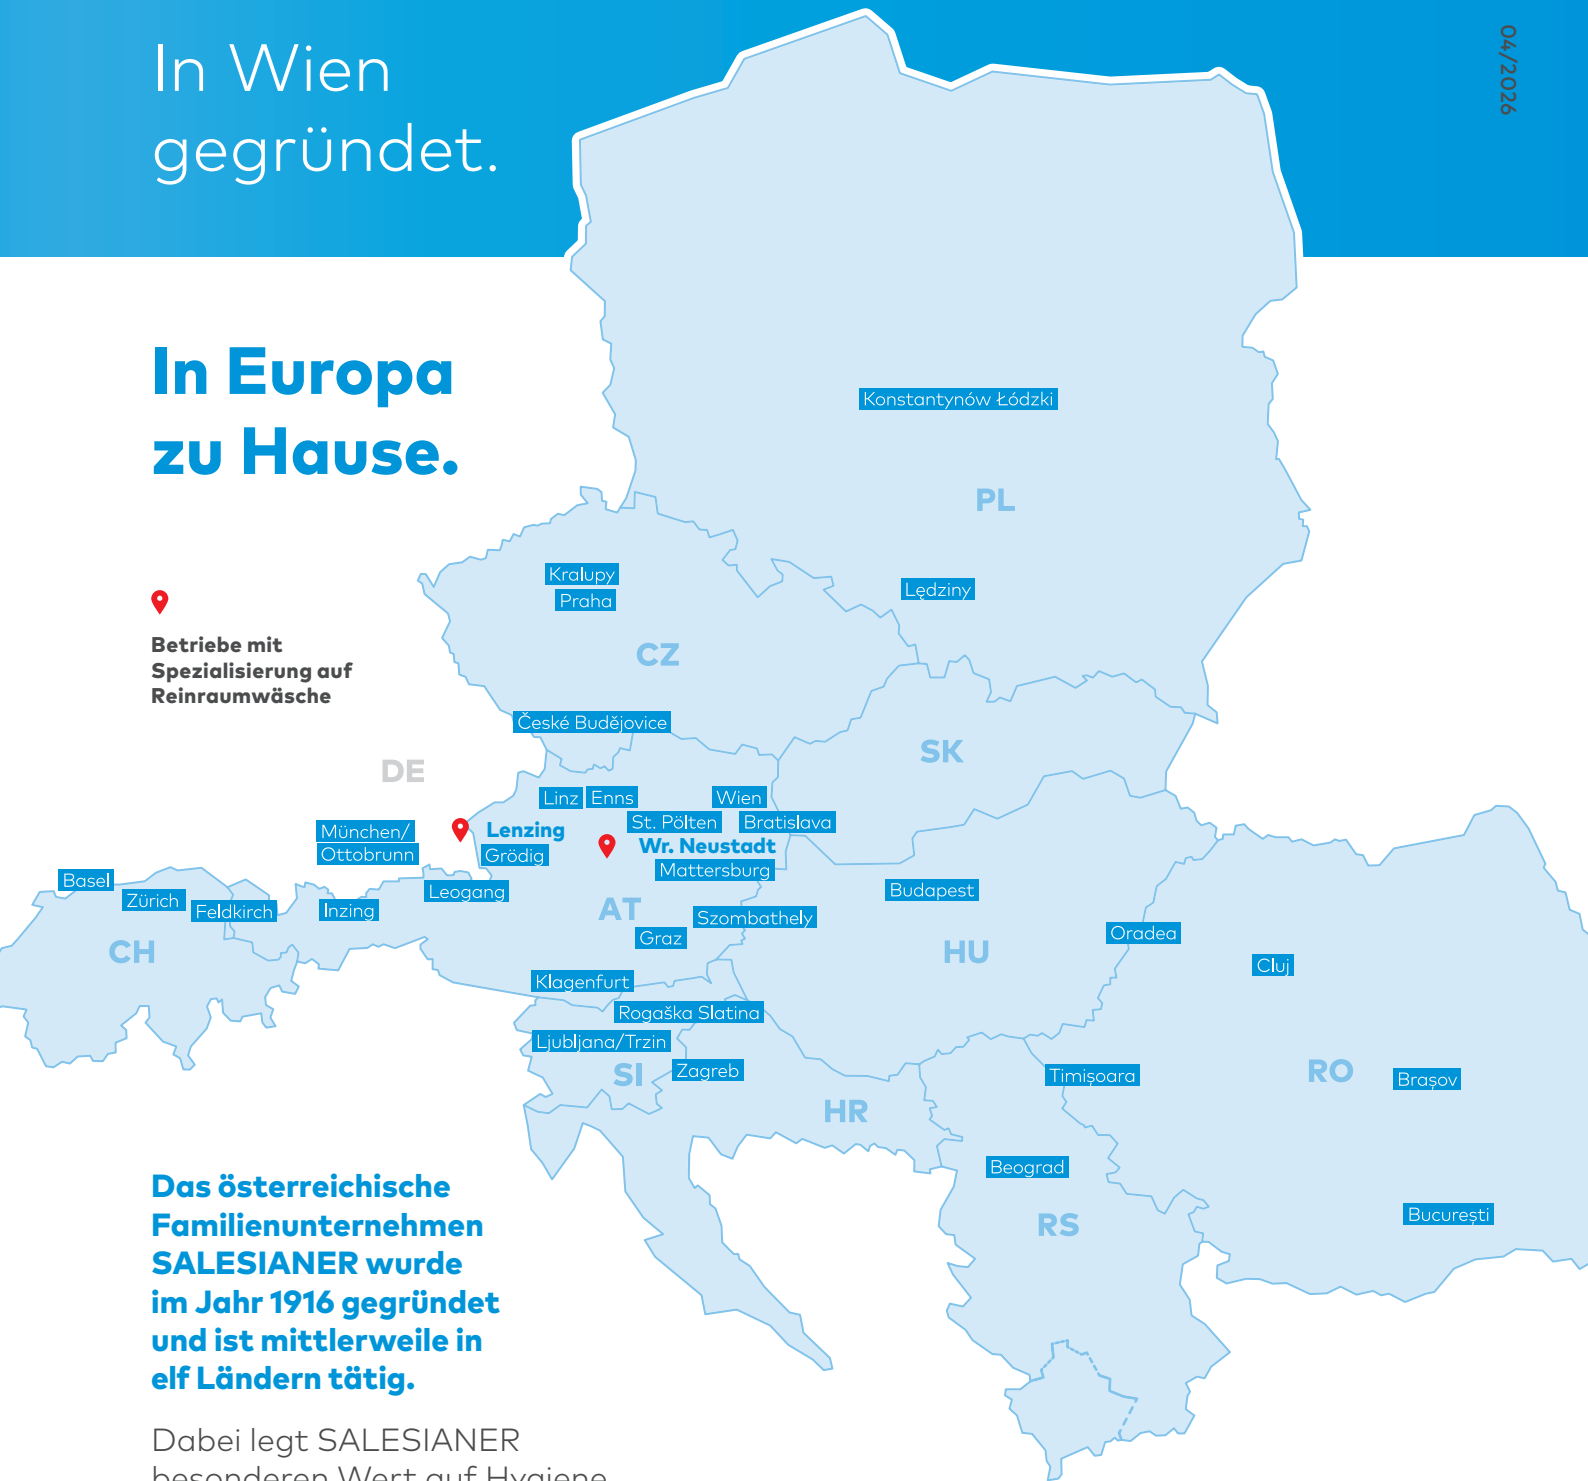 In Wien
gegründet.
04/2026
In Europa
zu Hause.
Betriebe mit
Spezialisierung auf
Reinraumwäsche
Konstantynów Łódzki
PL
Lędziny
Kralupy
Praha
CZ
České Budějovice
SK
DE
Linz
Enns
Wien
St. Pölten
Bratislava
Lenzing
Wr. Neustadt
München/
Ottobrunn
Grödig
Mattersburg
Basel
Zürich
Feldkirch
Inzing
Leogang
AT
Szombathely
Graz
Budapest
CH
HU
Oradea
Cluj
Klagenfurt
Rogaška Slatina
Ljubljana/Trzin
SI
Zagreb
HR
Timișoara
RO
Brașov
Beograd
RS
București
Das österreichische
Familienunternehmen
SALESIANER wurde
im Jahr 1916 gegründet
und ist mittlerweile in
elf Ländern tätig.
Dabei legt SALESIANER
besonderen Wert auf Hygiene